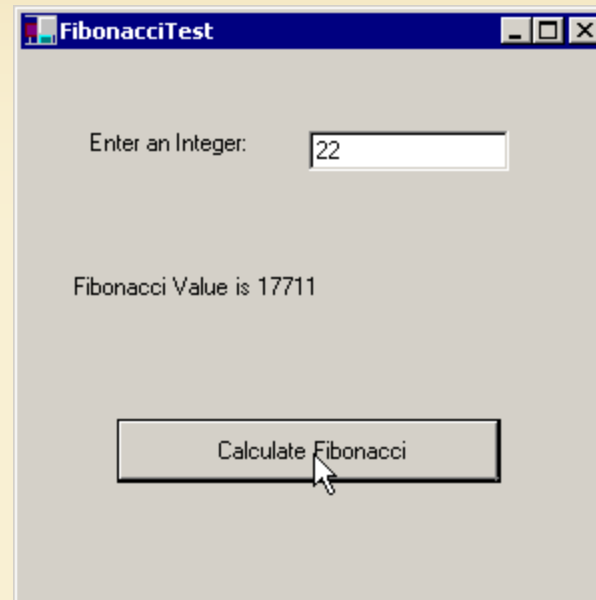 FibonacciTest
Enter an Integer: 22
Fibonacci Value is 17711
Calculate Fibonacci